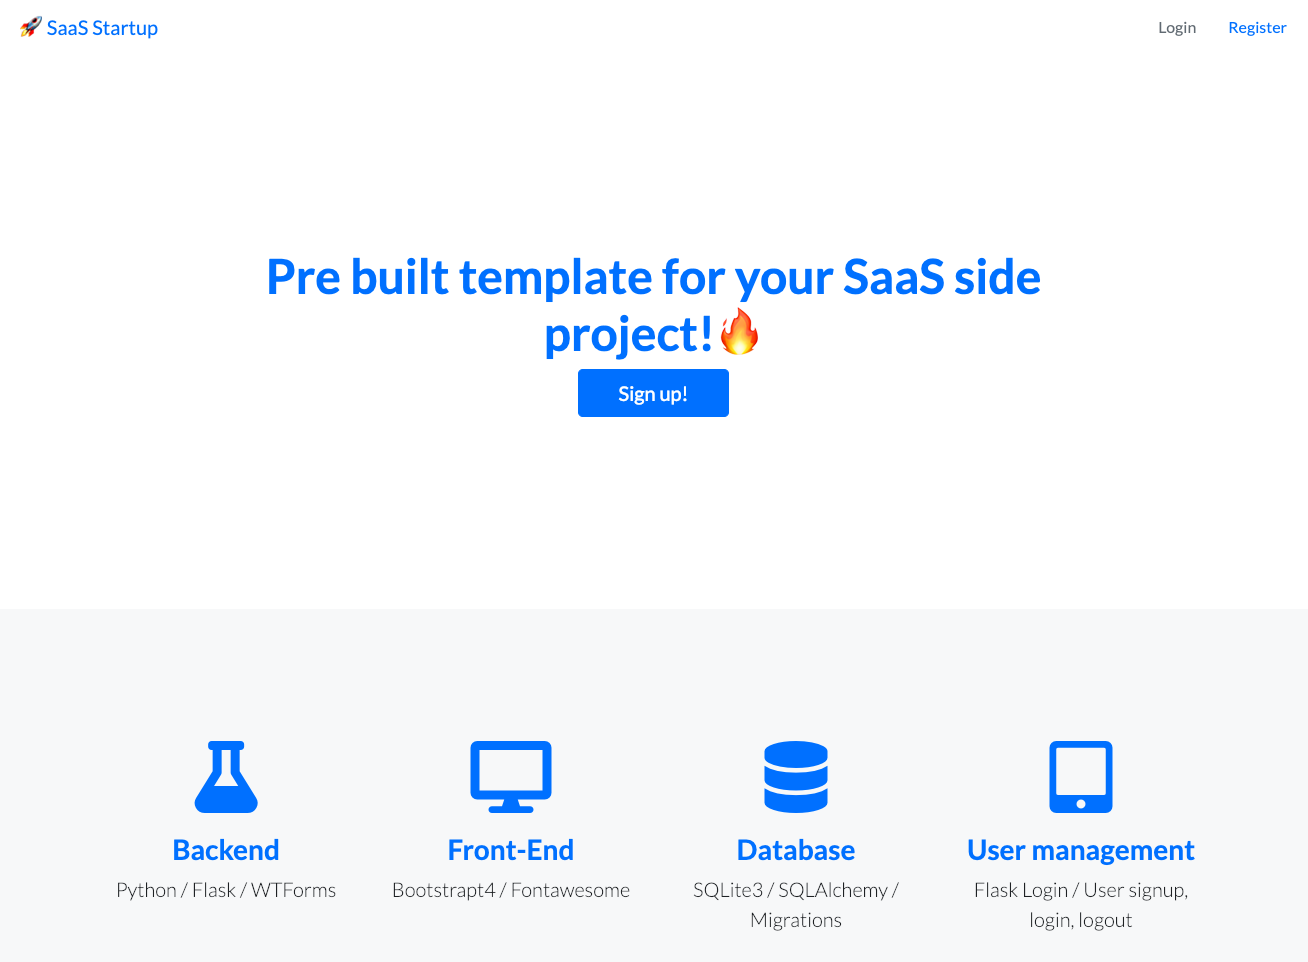 🚀 SaaS Startup
Login
Register
Pre built template for your SaaS side
project!🔥
Sign up!
Backend
Python / Flask / WTForms
Front-End
Bootstrapt4 / Fontawesome
Database
SQLite3 / SQLAlchemy /
Migrations
User management
Flask Login / User signup,
login, logout